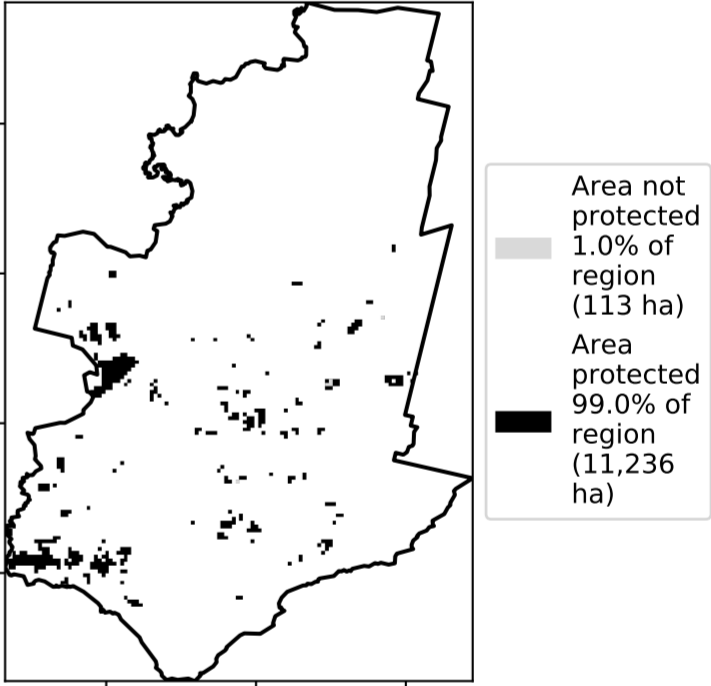 Area not
protected
1.0% of
region
(113 ha)
Area
protected
99.0% of
region
(11,236
ha)